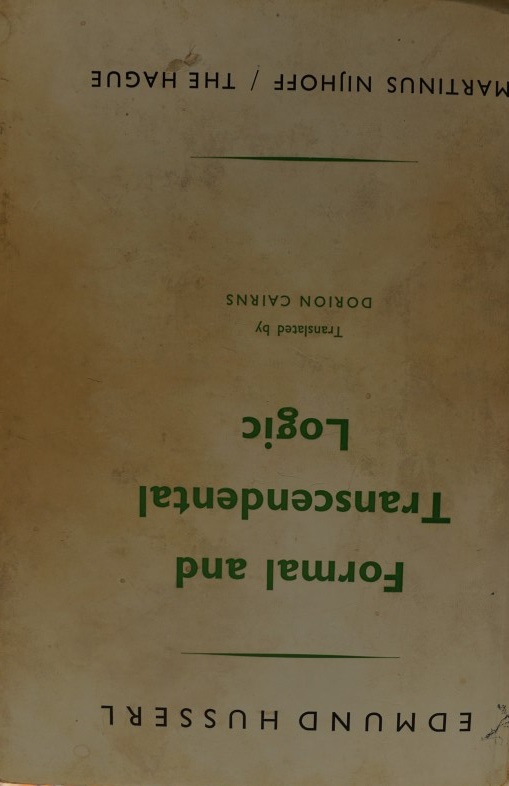 EDMUND HUSSERL
Formal and
Transcendental
Logic
Translated by
DORION CAIRNS
MARTINUS NIJHOFF / THE HAGUE